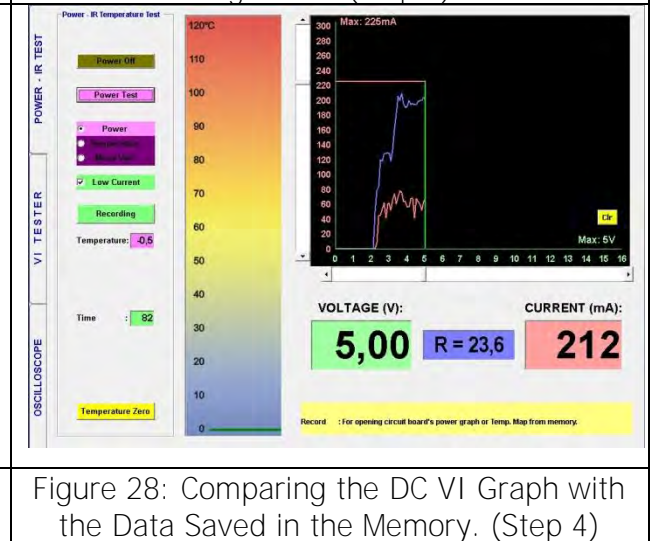 Power - IR Temperature Test
POWER - IR TEST
VI TESTER
OSCILLOSCOPE
Power Off
Power Test
Power
Low Current
Recording
Temperature: -0,5
Time : 82
Temperature Zero
120°C
110
100
90
80
70
60
50
40
30
20
10
0
Max: 225mA
300
280
260
240
220
200
180
160
140
120
100
80
60
40
20
0
Clr
Max: 5V
0 1 2 3 4 5 6 7 8 9 10 11 12 13 14 15 16
VOLTAGE (V):
5,00
R = 23,6
CURRENT (mA):
212
Record : For opening circuit board's power graph or Temp. Map from memory.
Figure 28: Comparing the DC VI Graph with
the Data Saved in the Memory. (Step 4)